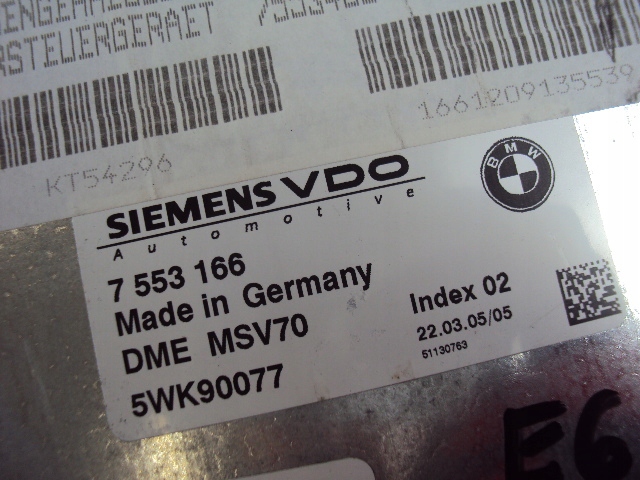 RSTEUERGERAET
1661209135539
KT54296
SIEMENS VDO
Automotive
BMW
7 553 166
Made in Germany
Index 02
DME MSV70
22.03.05/05
5WK90077
51130763
E6